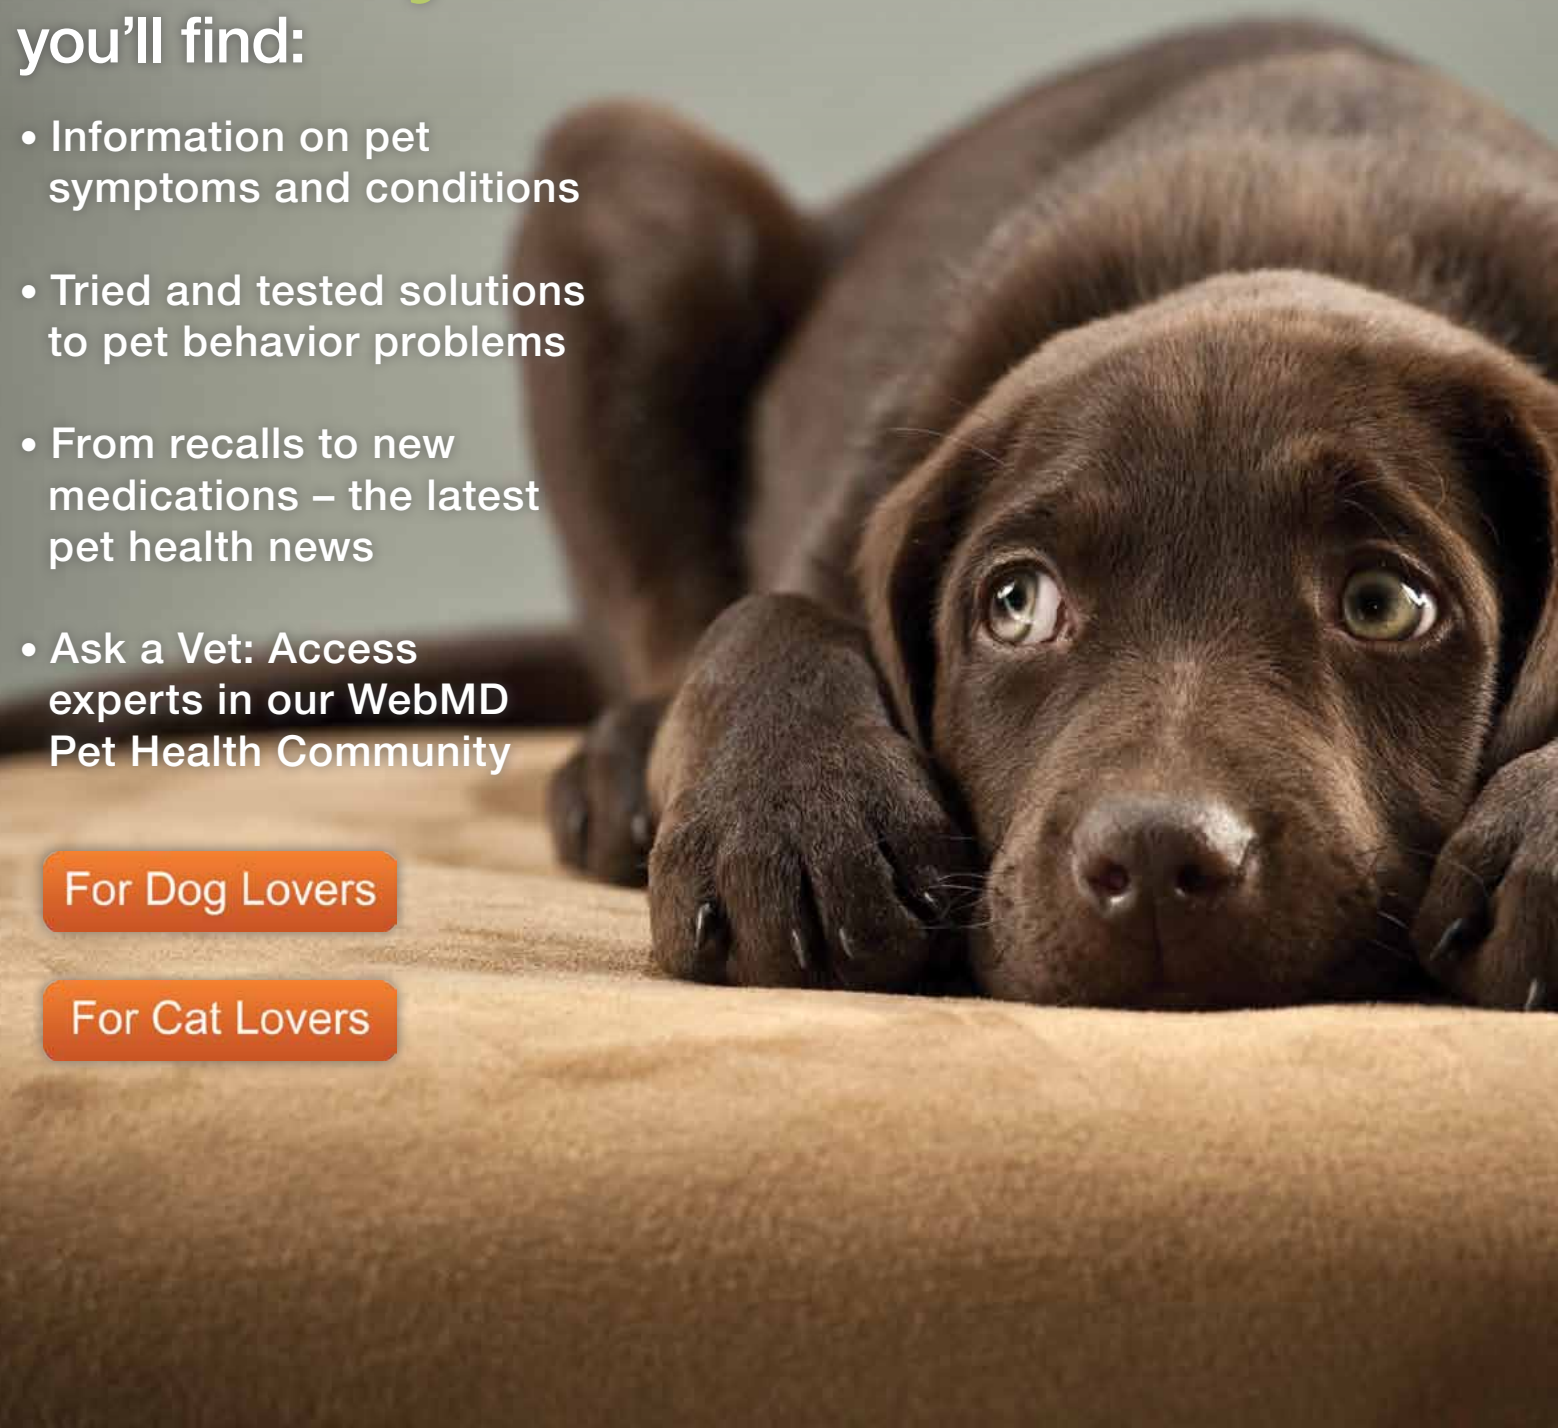 you'll find:
• Information on pet
symptoms and conditions
• Tried and tested solutions
to pet behavior problems
• From recalls to new
medications – the latest
pet health news
• Ask a Vet: Access
experts in our WebMD
Pet Health Community
For Dog Lovers
For Cat Lovers